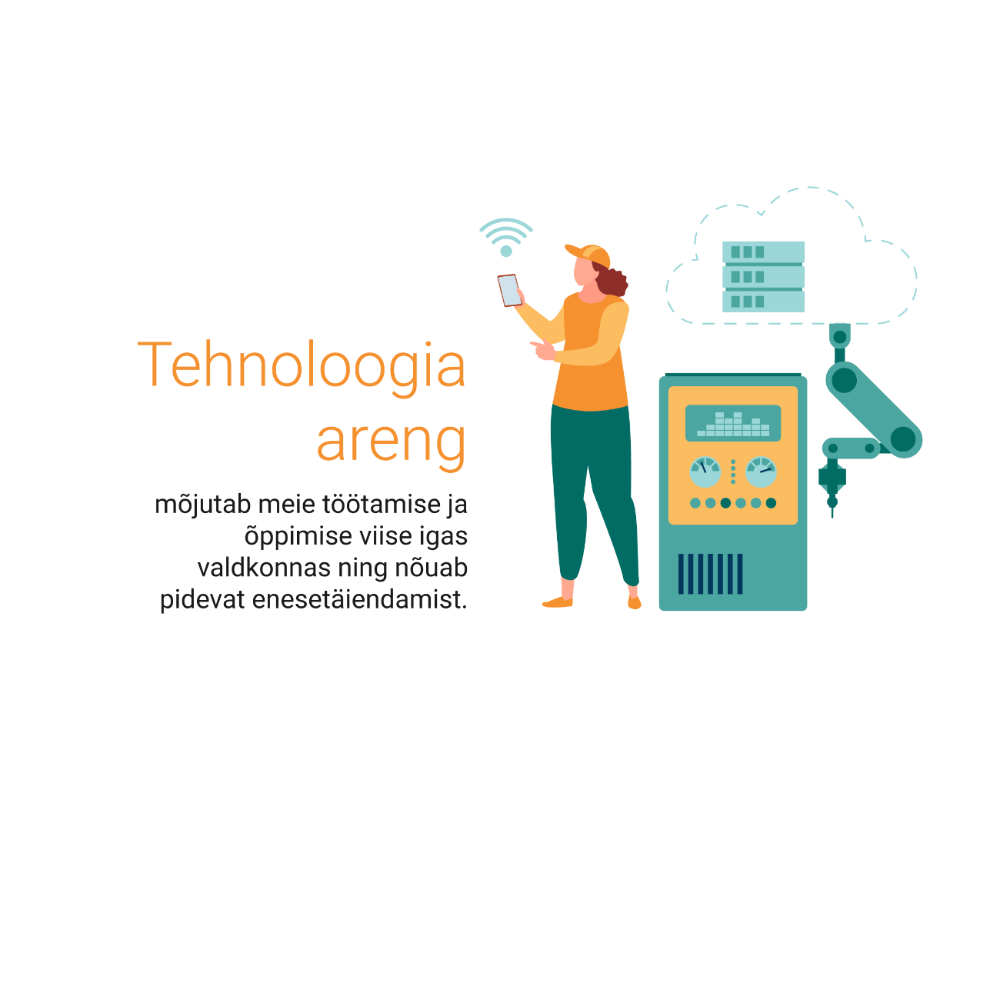 Tehnoloogia
areng
mõjutab meie töötamise ja
õppimise viise igas
valdkonnas ning nõuab
pidevat enesetäiendamist.